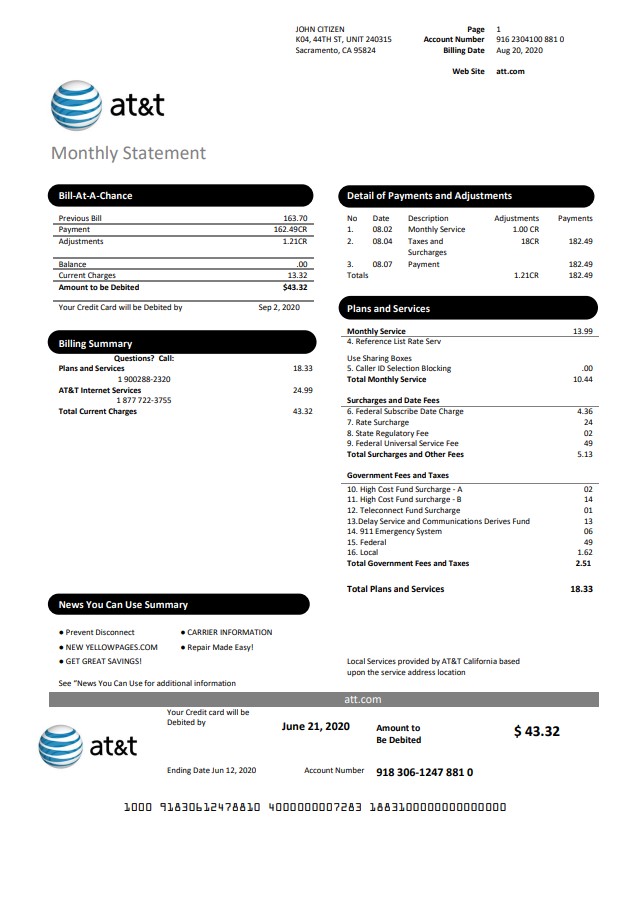 JOHN CITIZEN
K04, 44TH ST, UNIT 240315
Sacramento, CA 95824
Page 1
Account Number 916 2304100 881 0
Billing Date Aug 20, 2020
Web Site att.com
at&t
Monthly Statement
Bill-At-A-Chance
Previous Bill 163.70
Payment 162.49CR
Adjustments 1.21CR
Balance .00
Current Charges 13.32
Amount to be Debited $43.32
Your Credit Card will be Debited by Sep 2, 2020
Billing Summary
Questions? Call:
Plans and Services 18.33
1 900288-2320
AT&T Internet Services 24.99
1 877 722-3755
Total Current Charges 43.32
News You Can Use Summary
● Prevent Disconnect ● CARRIER INFORMATION
● NEW YELLOWPAGES.COM ● Repair Made Easy!
● GET GREAT SAVINGS!
See "News You Can Use for additional information
Detail of Payments and Adjustments
No Date Description Adjustments Payments
1. 08.02 Monthly Service 1.00 CR
2. 08.04 Taxes and 18CR 182.49
Surcharges
3. 08.07 Payment 182.49
Totals 1.21CR 182.49
Plans and Services
Monthly Service 13.99
4. Reference List Rate Serv
Use Sharing Boxes
5. Caller ID Selection Blocking .00
Total Monthly Service 10.44
Surcharges and Date Fees
6. Federal Subscribe Date Charge 4.36
7. Rate Surcharge 24
8. State Regulatory Fee 02
9. Federal Universal Service Fee 49
Total Surcharges and Other Fees 5.13
Government Fees and Taxes
10. High Cost Fund Surcharge - A 02
11. High Cost Fund surcharge - B 14
12. Teleconnect Fund Surcharge 01
13.Delay Service and Communications Derives Fund 13
14. 911 Emergency System 06
15. Federal 49
16. Local 1.62
Total Government Fees and Taxes 2.51
Total Plans and Services 18.33
Local Services provided by AT&T California based
upon the service address location
att.com
at&t
Your Credit card will be
Debited by
June 21, 2020
Amount to
Be Debited
$ 43.32
Ending Date Jun 12, 2020
Account Number 918 306-1247 881 0
1000 91830612478810 4000000007283 18831000000000000000